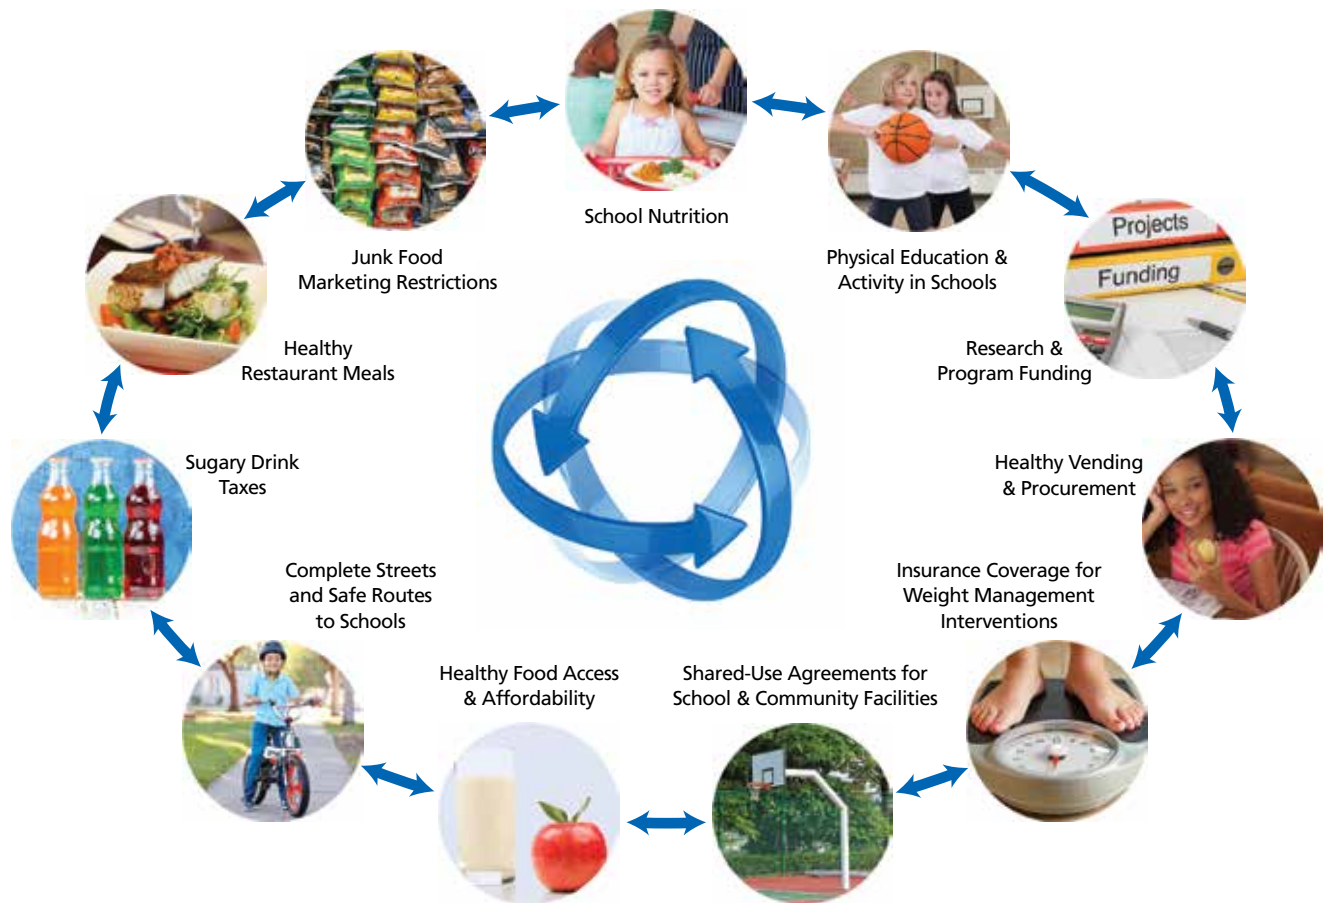 School Nutrition
Junk Food
Marketing Restrictions
Physical Education &
Activity in Schools
Projects
Funding
Healthy
Restaurant Meals
Research &
Program Funding
Sugary Drink
Taxes
Healthy Vending
& Procurement
Complete Streets
and Safe Routes
to Schools
Insurance Coverage for
Weight Management
Interventions
Healthy Food Access
& Affordability
Shared-Use Agreements for
School & Community Facilities